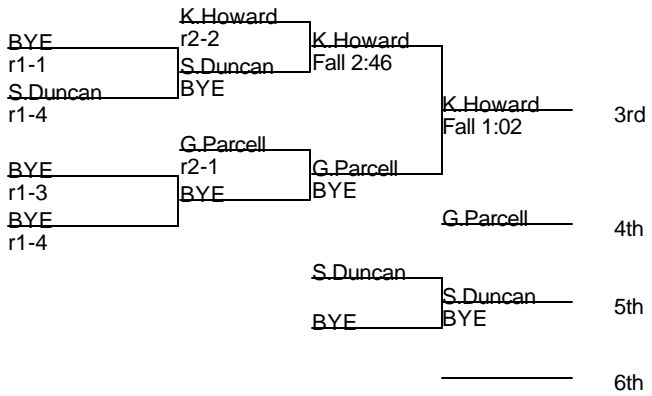 K.Howard
r2-2
BYE
r1-1
S.Duncan
BYE
S.Duncan
r1-4
K.Howard
Fall 2:46
K.Howard
Fall 1:02
3rd
G.Parcell
r2-1
BYE
r1-3
BYE
BYE
r1-4
G.Parcell
BYE
G.Parcell
4th
S.Duncan
BYE
S.Duncan
BYE
5th
6th